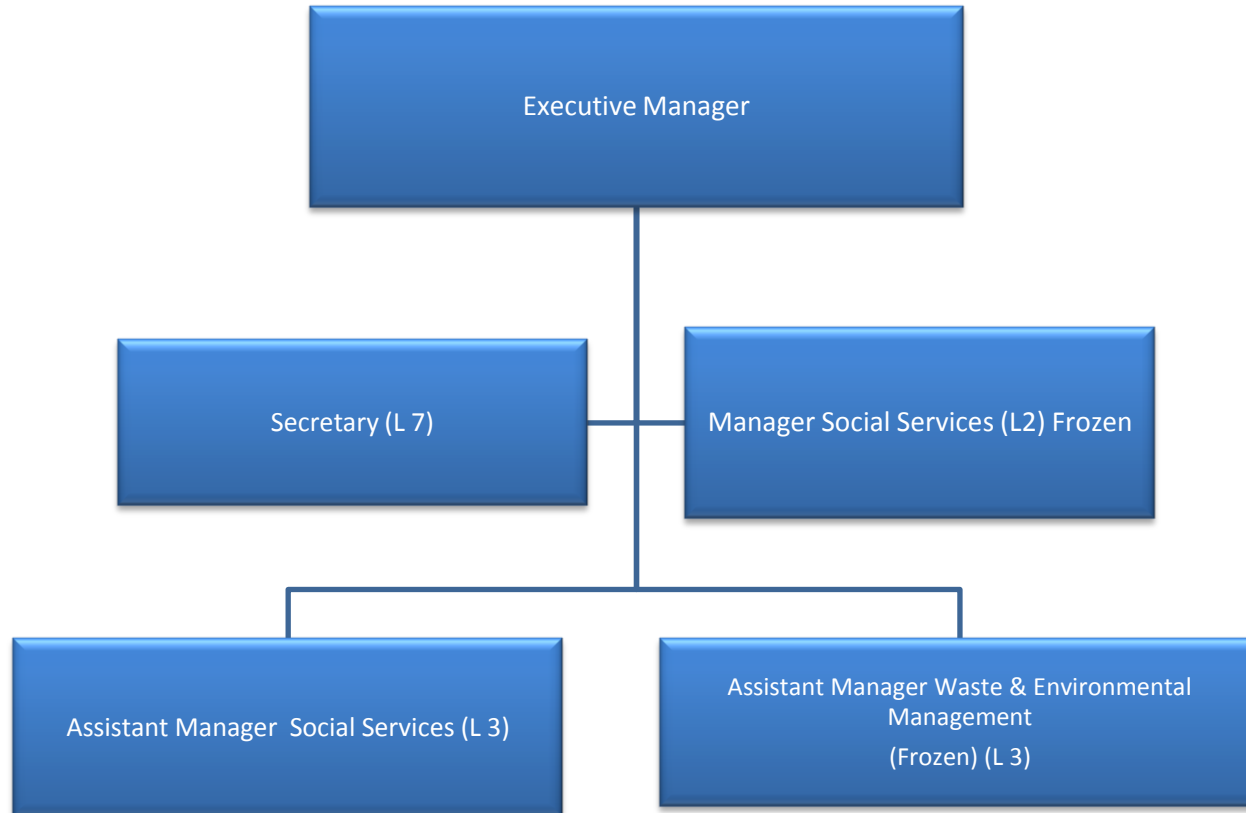 Executive Manager
Secretary (L 7)
Manager Social Services (L2) Frozen
Assistant Manager  Social Services (L 3)
Assistant Manager Waste & Environmental
Management
(Frozen) (L 3)